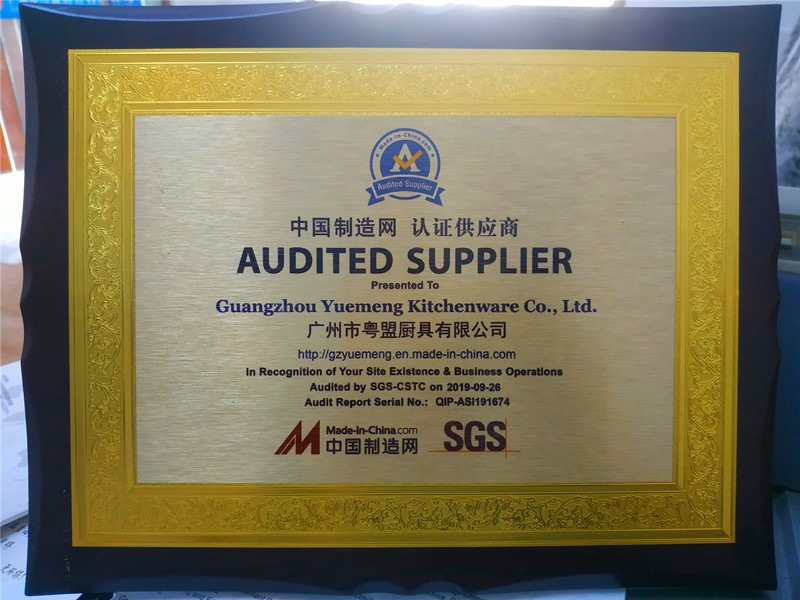 Made-in-China.com
Audited Supplier
中国制造网 认证供应商
AUDITED SUPPLIER
Presented To
Guangzhou Yuemeng Kitchenware Co., Ltd.
广州市粤盟厨具有限公司
http://gzyuemeng.en.made-in-china.com
In Recognition of Your Site Existence & Business Operations
Audited by SGS-CSTC on 2019-09-26
Audit Report Serial No.: QIP-ASI191674
Made-in-China.com
中国制造网
SGS